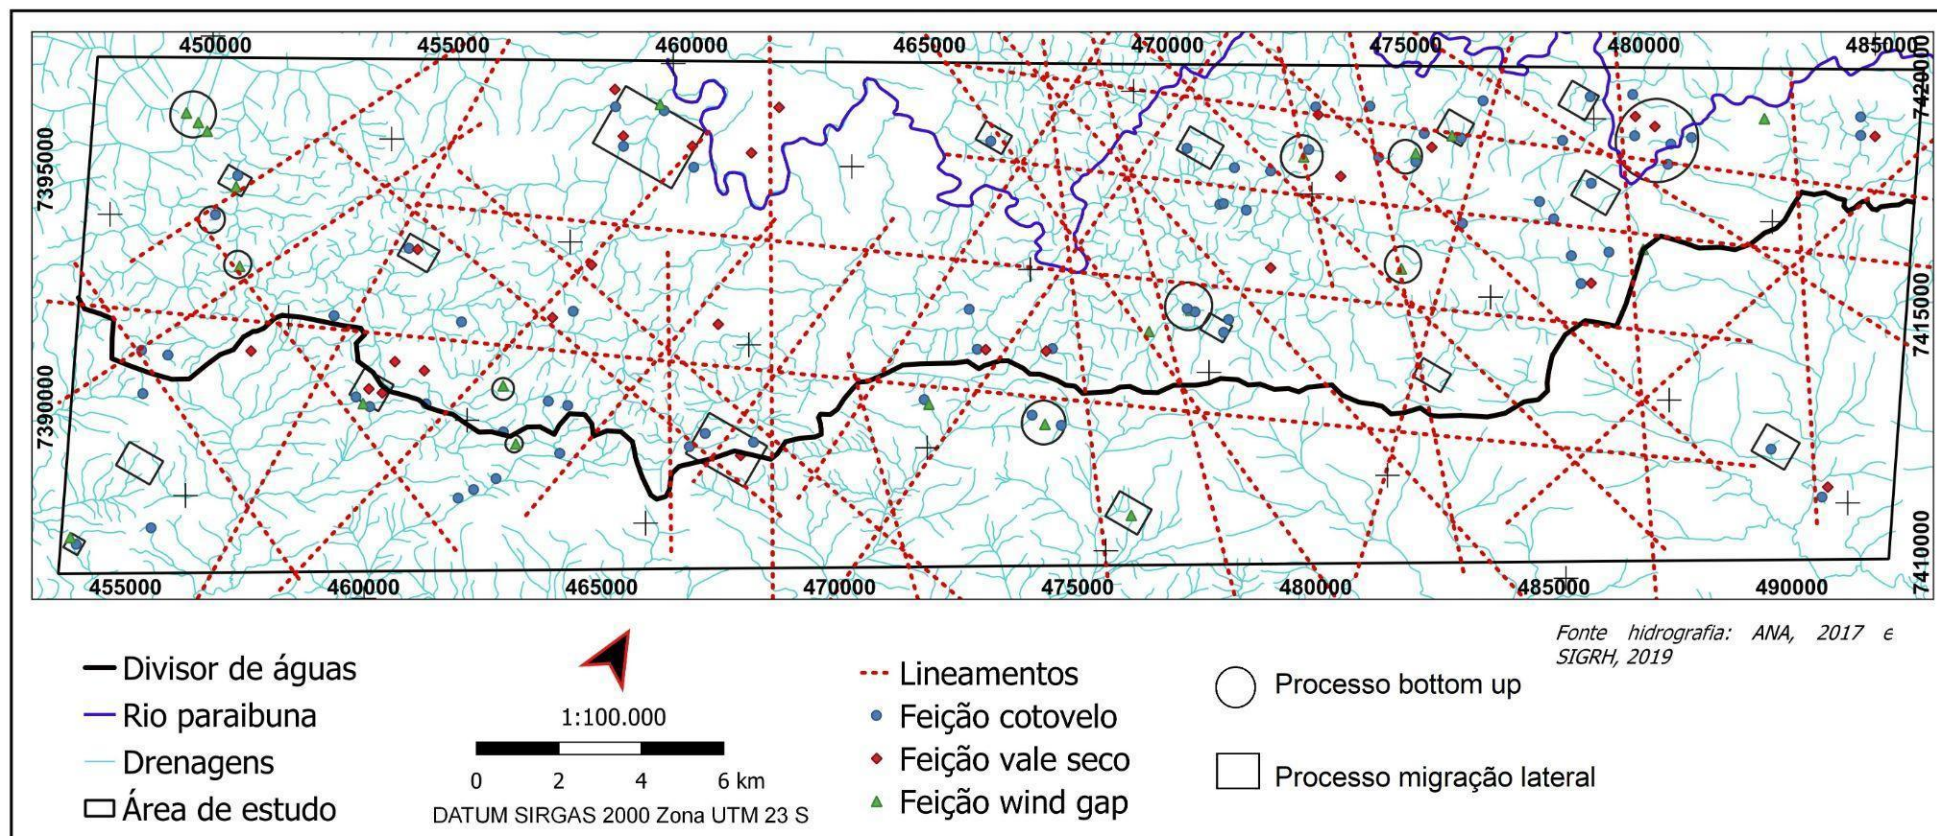 450000 455000 460000 465000 470000 475000 480000 485000
7420000
7395000
7415000
7390000
7410000
455000 460000 465000 470000 475000 480000 485000 490000
Fonte hidrografia: ANA, 2017 e
SIGRH, 2019
Divisor de águas
Rio paraibuna
Drenagens
Área de estudo
1:100.000
0 2 4 6 km
DATUM SIRGAS 2000 Zona UTM 23 S
Lineamentos
Feição cotovelo
Feição vale seco
Feição wind gap
Processo bottom up
Processo migração lateral